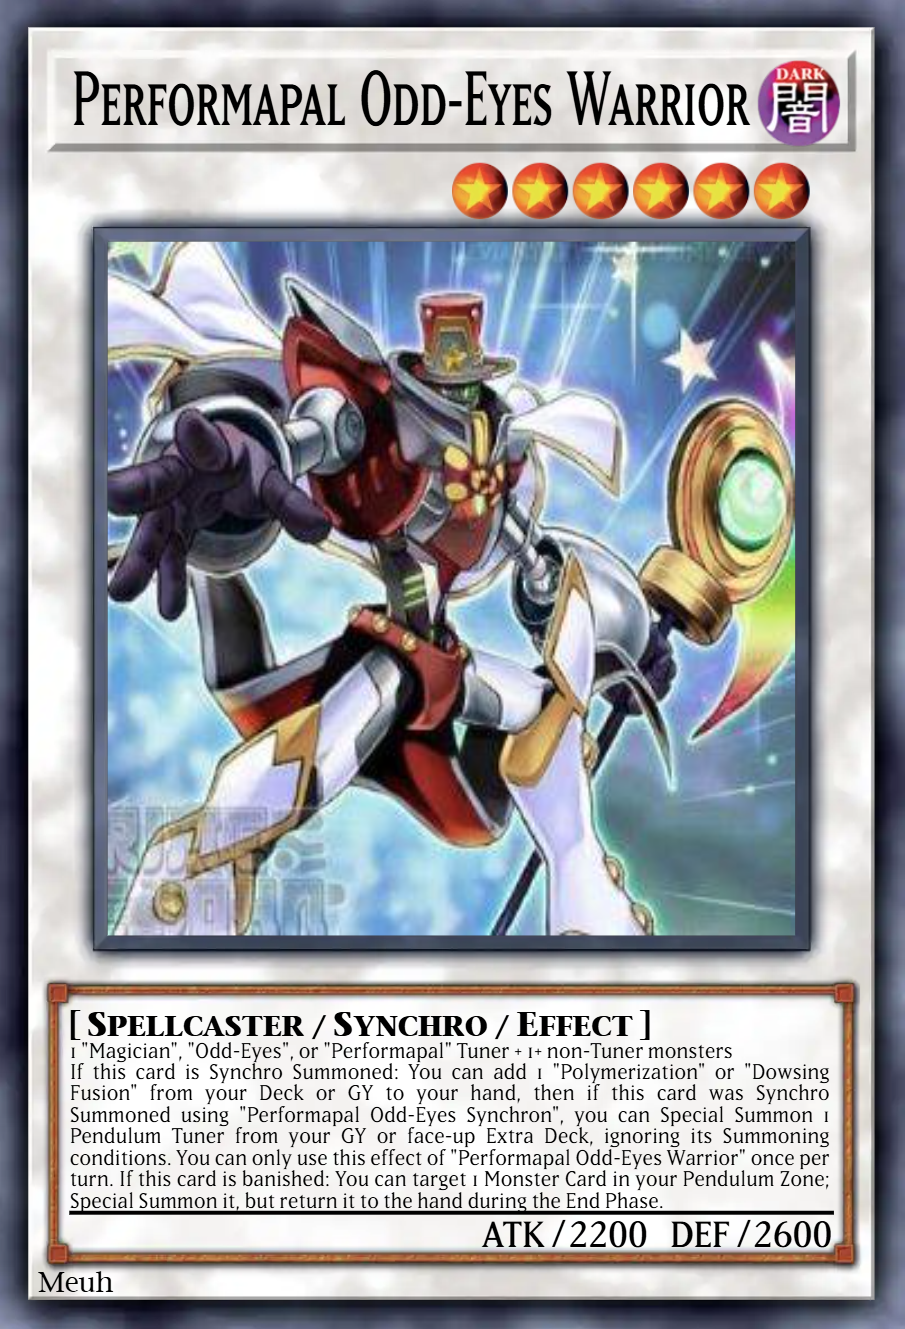 PERFORMAPAL ODD-EYES WARRIOR
DARK
闇
[ SPELLCASTER / SYNCHRO / EFFECT ]
1 "Magician", "Odd-Eyes", or "Performapal" Tuner + 1+ non-Tuner monsters
If this card is Synchro Summoned: You can add 1 "Polymerization" or "Dowsing
Fusion" from your Deck or GY to your hand, then if this card was Synchro
Summoned using "Performapal Odd-Eyes Synchron", you can Special Summon 1
Pendulum Tuner from your GY or face-up Extra Deck, ignoring its Summoning
conditions. You can only use this effect of "Performapal Odd-Eyes Warrior" once per
turn. If this card is banished: You can target 1 Monster Card in your Pendulum Zone;
Special Summon it, but return it to the hand during the End Phase.
ATK/2200 DEF/2600
Meuh